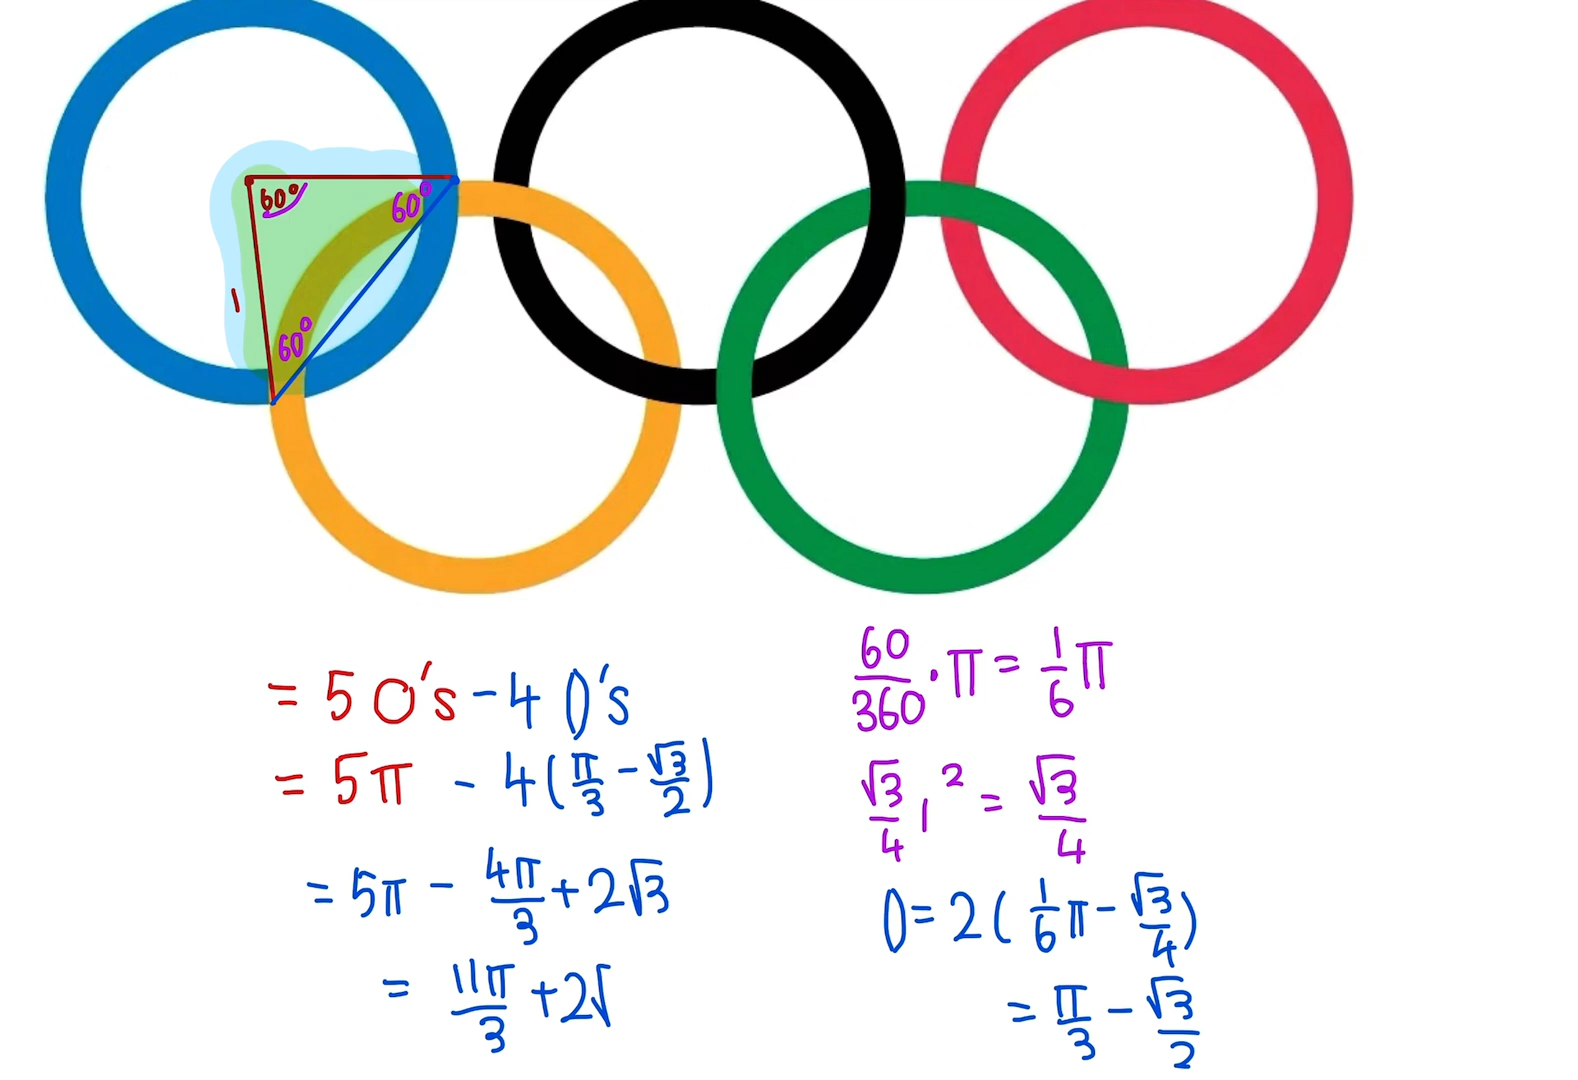 60°
60°
1
60°
= 5 O's - 4 ()'s
= 5π - 4(π/3 - √3/2)
= 5π - 4π/3 + 2√3
= 11π/3 + 2√
60/360 · π = 1/6 π
√3/4 1² = √3/4
() = 2(1/6 π - √3/4)
= π/3 - √3/2